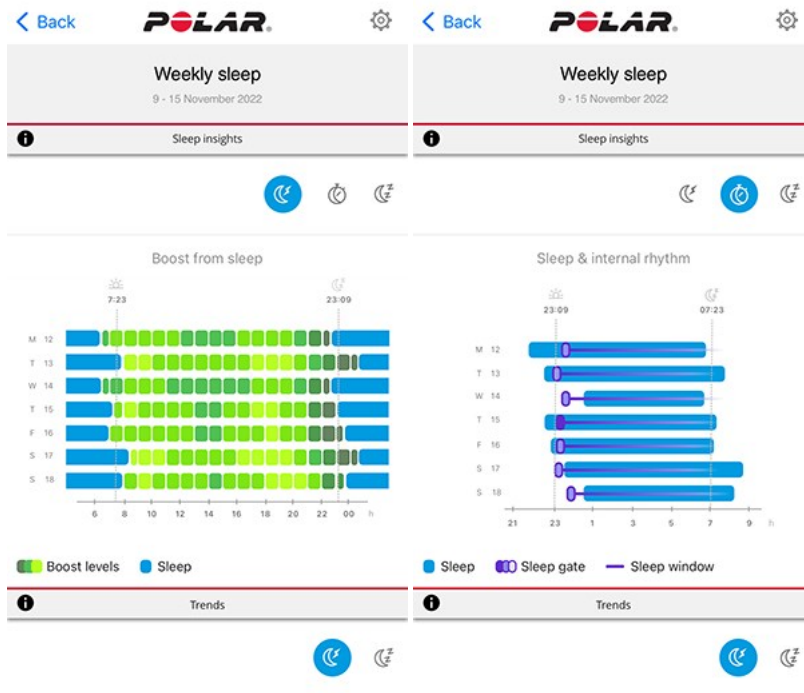 Back
POLAR.
Weekly sleep
9 - 15 November 2022
Sleep insights
Boost from sleep
7:23 23:09
M 12
T 13
W 14
T 15
F 16
S 17
S 18
6 8 10 12 14 16 18 20 22 00 h
Boost levels Sleep
Trends
Back
POLAR.
Weekly sleep
9 - 15 November 2022
Sleep insights
Sleep & internal rhythm
23:09 07:23
M 12
T 13
W 14
T 15
F 16
S 17
S 18
21 23 1 3 5 7 9 h
Sleep Sleep gate Sleep window
Trends